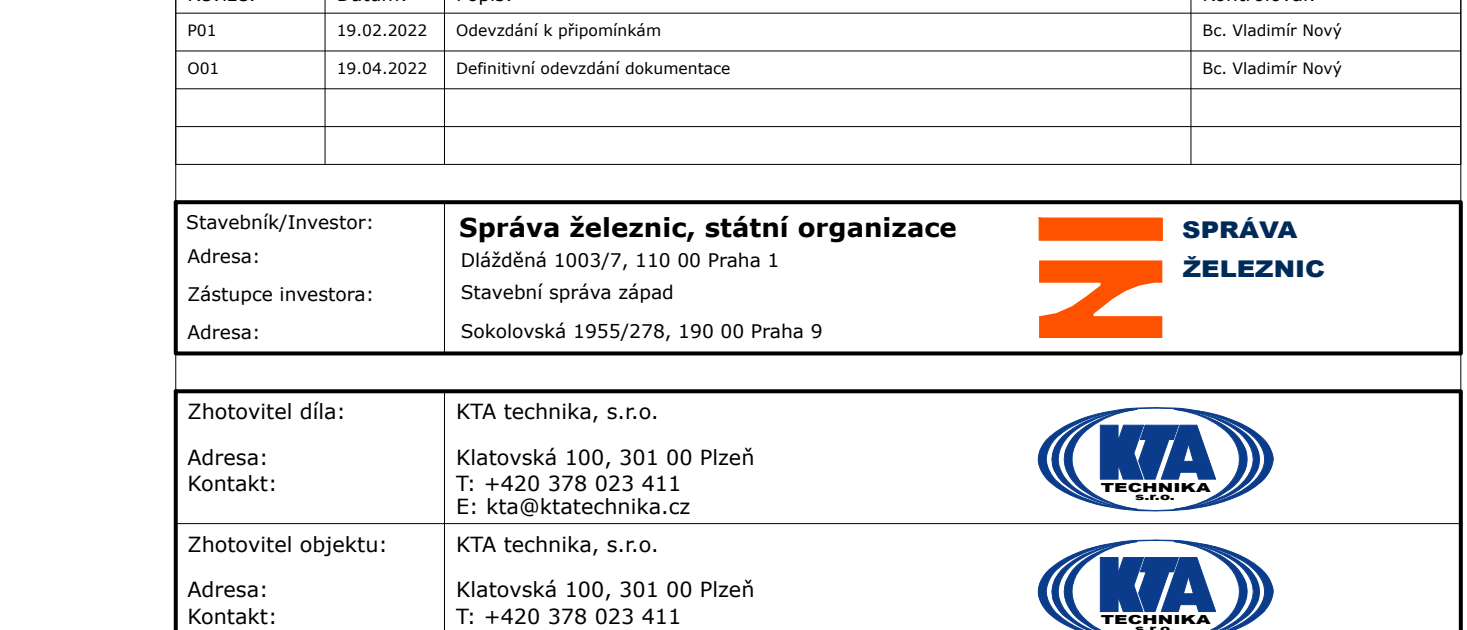 P01 19.02.2022 Odevzdání k připomínkám Bc. Vladimír Nový
O01 19.04.2022 Definitivní odevzdání dokumentace Bc. Vladimír Nový
Stavebník/Investor: Správa železnic, státní organizace
SPRÁVA
ŽELEZNIC
Adresa: Dlážděná 1003/7, 110 00 Praha 1
Zástupce investora: Stavební správa západ
Adresa: Sokolovská 1955/278, 190 00 Praha 9
Zhotovitel díla: KTA technika, s.r.o.
Adresa: Klatovská 100, 301 00 Plzeň
Kontakt: T: +420 378 023 411
E: kta@ktatechnika.cz
KTA
TECHNIKA
s.r.o.
Zhotovitel objektu: KTA technika, s.r.o.
Adresa: Klatovská 100, 301 00 Plzeň
Kontakt: T: +420 378 023 411
KTA
TECHNIKA
s.r.o.